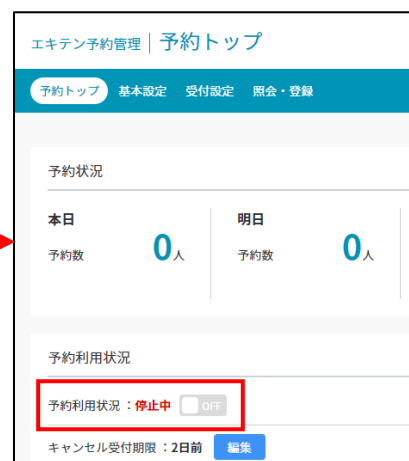 エキテン予約管理 | 予約トップ
予約トップ 基本設定 受付設定 照会・登録
予約状況
本日 明日
予約数 0人 予約数 0人
予約利用状況
予約利用状況 ：停止中 OFF
キャンセル受付期限 ：2日前 編集